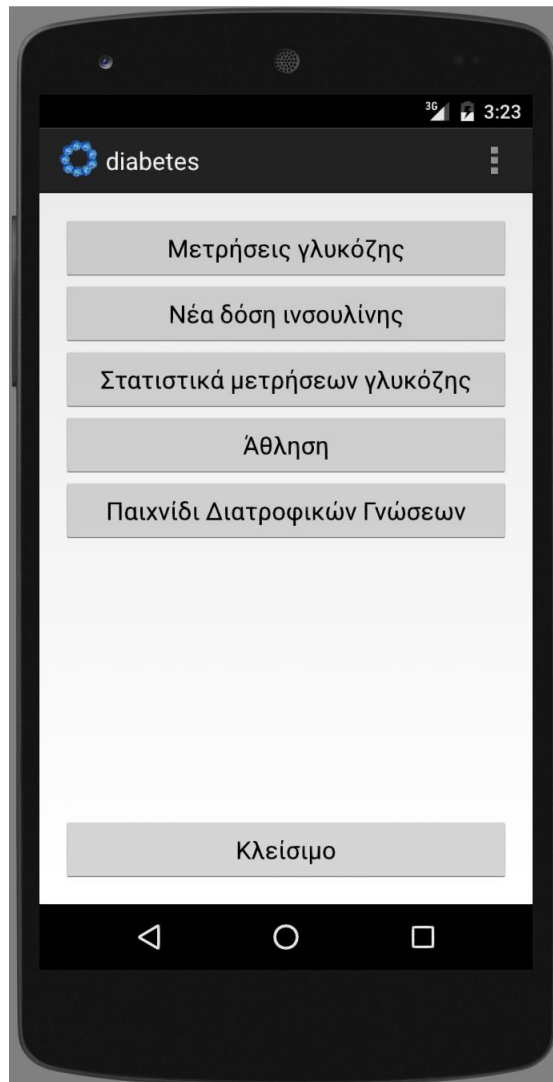 3G 3:23
diabetes
Μετρήσεις γλυκόζης
Νέα δόση ινσουλίνης
Στατιστικά μετρήσεων γλυκόζης
Άθληση
Παιχνίδι Διατροφικών Γνώσεων
Κλείσιμο